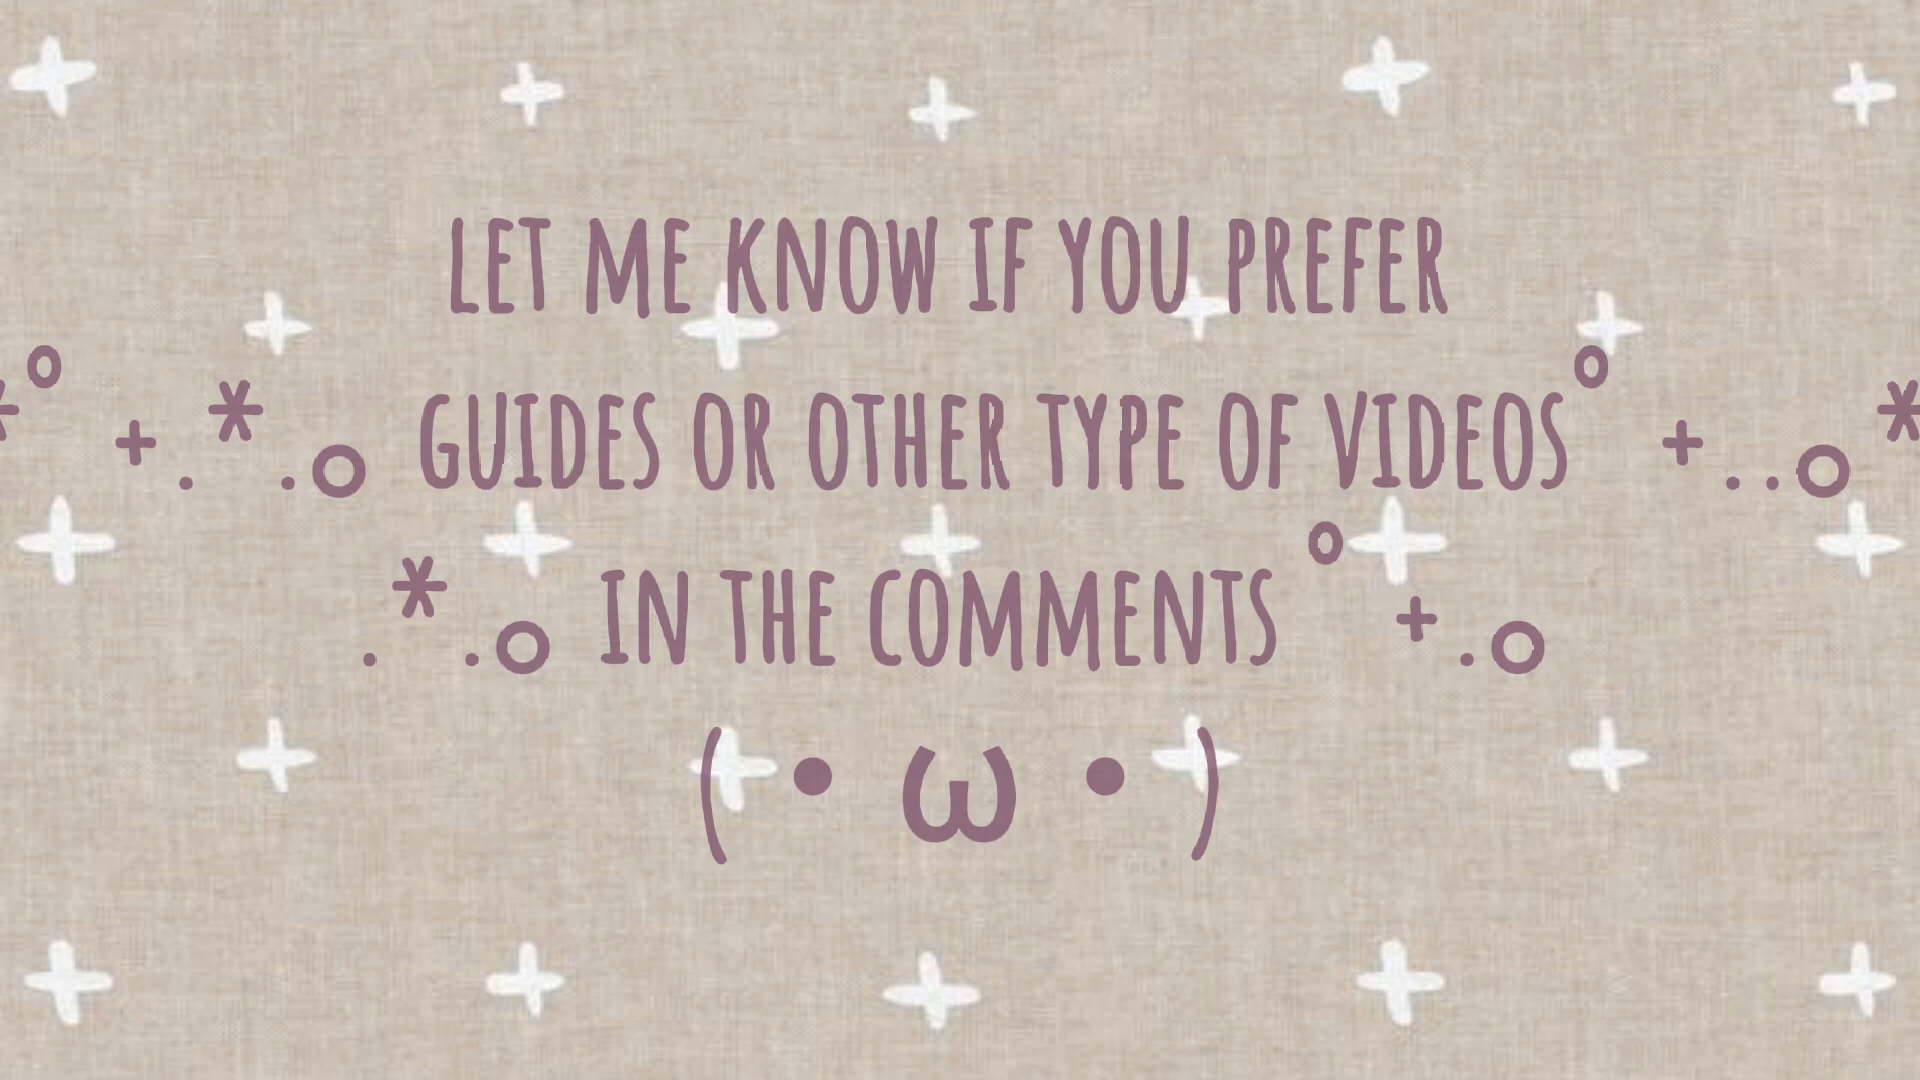 LET ME KNOW IF YOU PREFER
*° +.*.o GUIDES OR OTHER TYPE OF VIDEOS° +..o*
.*.o IN THE COMMENTS °+.o
(• ω •)